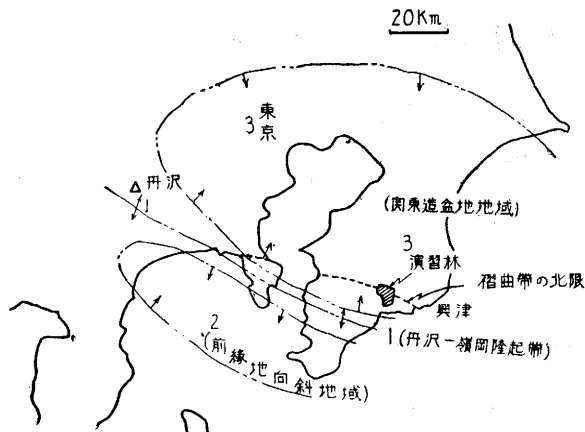 20Km
東京
3
丹沢
1
(関東造盆地地域)
3
演習林
褶曲帯の北限
興津
1(丹沢-嶺岡隆起帯)
2
(前縁地向斜地域)